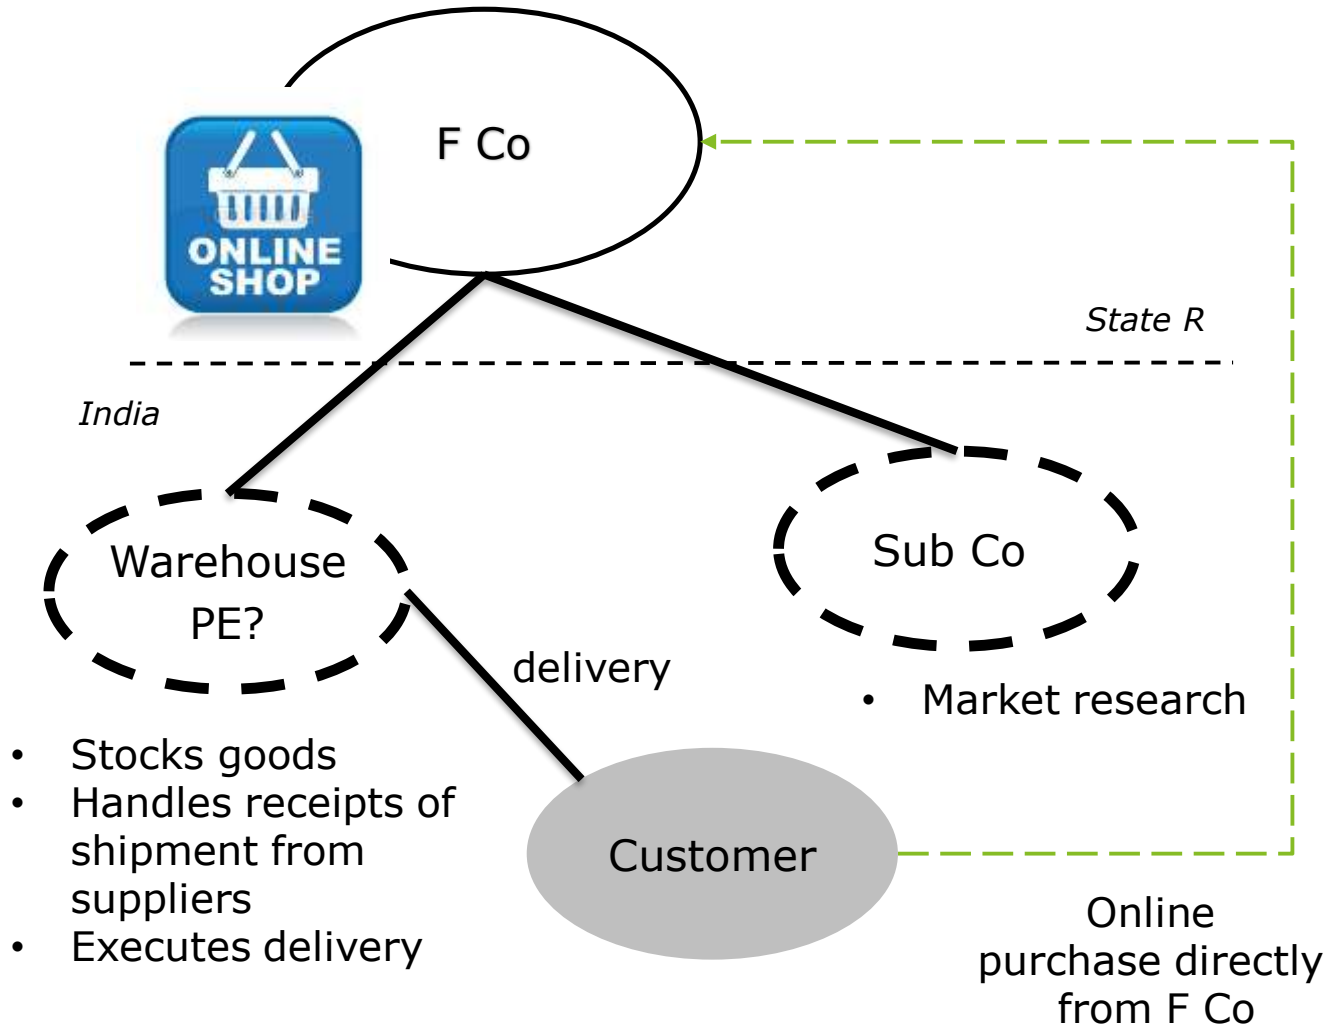 F Co
ONLINE
SHOP
State R
India
Warehouse
PE?
Sub Co
delivery
• Market research
• Stocks goods
• Handles receipts of
shipment from
suppliers
• Executes delivery
Customer
Online
purchase directly
from F Co